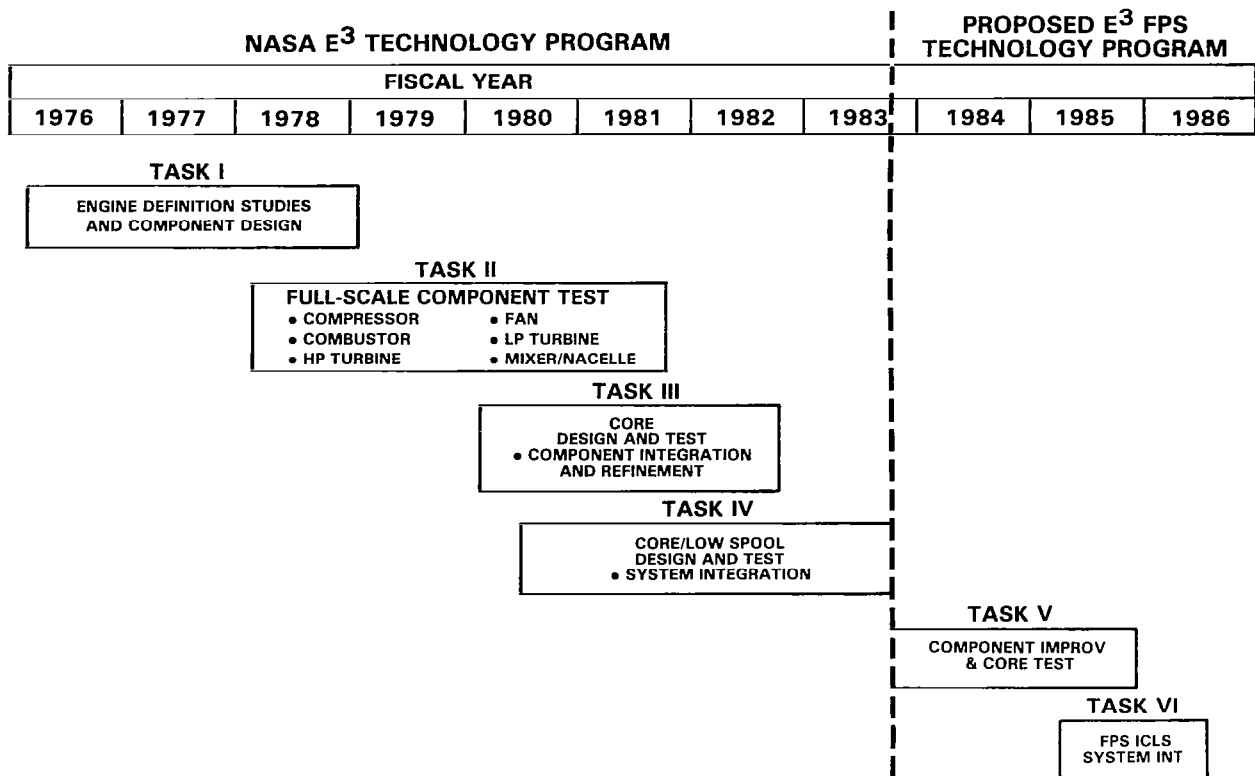 NASA E³ TECHNOLOGY PROGRAM
PROPOSED E³ FPS
TECHNOLOGY PROGRAM
FISCAL YEAR
1976 1977 1978 1979 1980 1981 1982 1983 1984 1985 1986
TASK I
ENGINE DEFINITION STUDIES
AND COMPONENT DESIGN
TASK II
FULL-SCALE COMPONENT TEST
• COMPRESSOR • FAN
• COMBUSTOR • LP TURBINE
• HP TURBINE • MIXER/NACELLE
TASK III
CORE
DESIGN AND TEST
• COMPONENT INTEGRATION
AND REFINEMENT
TASK IV
CORE/LOW SPOOL
DESIGN AND TEST
• SYSTEM INTEGRATION
TASK V
COMPONENT IMPROV
& CORE TEST
TASK VI
FPS ICLS
SYSTEM INT